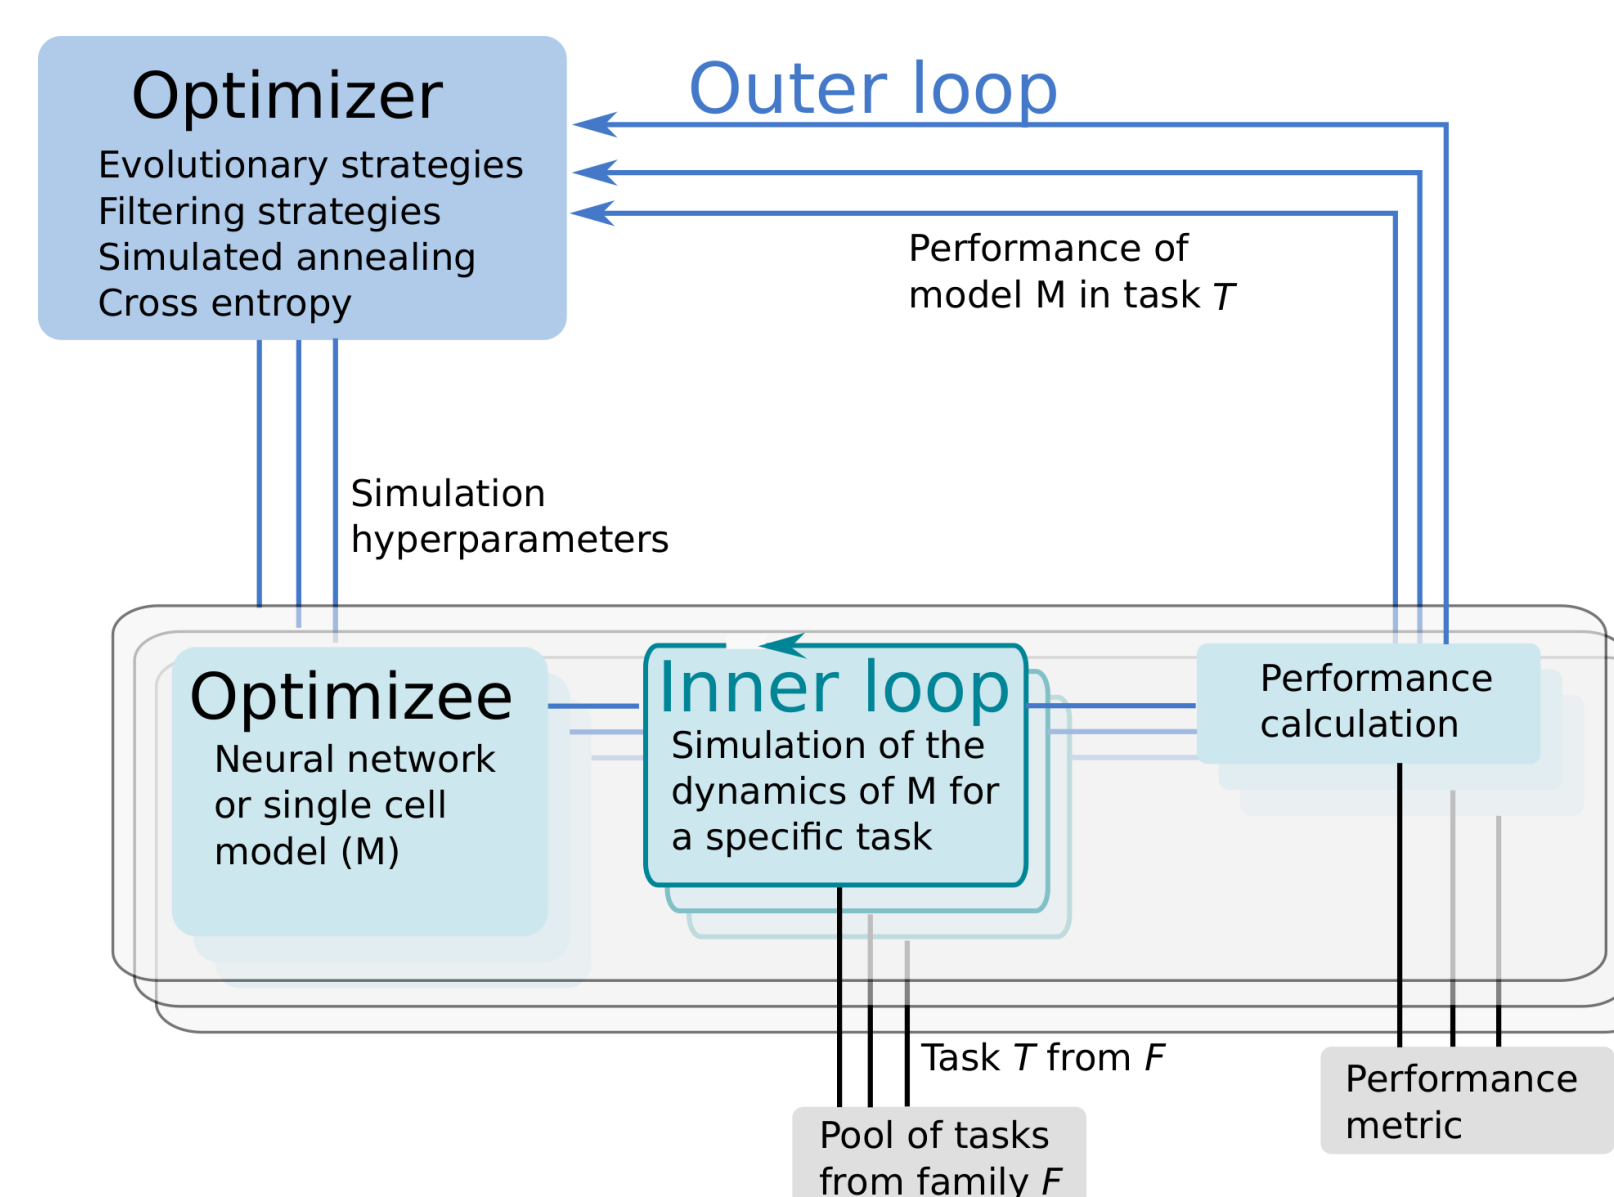 Optimizer
Evolutionary strategies
Filtering strategies
Simulated annealing
Cross entropy
Outer loop
Performance of
model M in task T
Simulation
hyperparameters
Optimizee
Neural network
or single cell
model (M)
Inner loop
Simulation of the
dynamics of M for
a specific task
Performance
calculation
Task T from F
Pool of tasks
from family F
Performance
metric